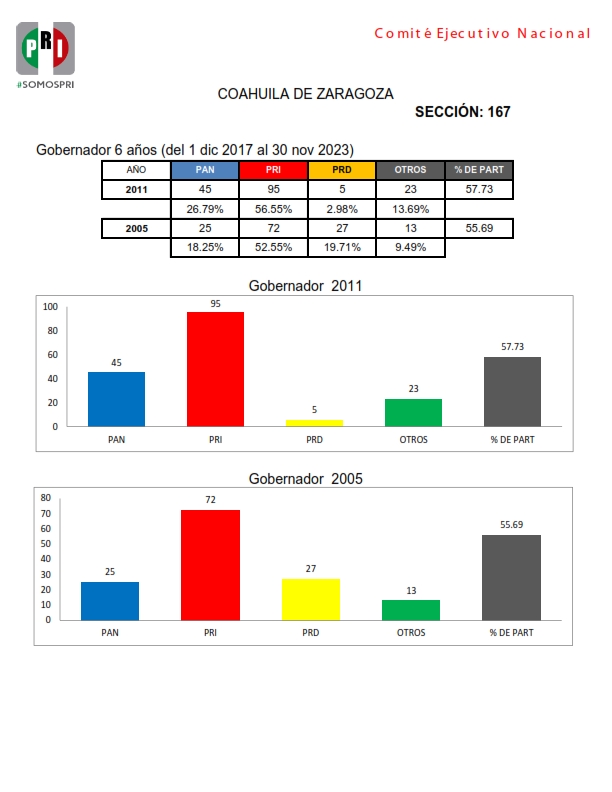 Comité Ejecutivo Nacional
PRI
#SOMOSPRI
COAHUILA DE ZARAGOZA
SECCIÓN: 167
Gobernador 6 años (del 1 dic 2017 al 30 nov 2023)
AÑO PAN PRI PRD OTROS % DE PART
2011 45 95 5 23 57.73
26.79% 56.55% 2.98% 13.69%
2005 25 72 27 13 55.69
18.25% 52.55% 19.71% 9.49%
Gobernador 2011
100
80
60
40
20
0
45
95
5
23
57.73
PAN PRI PRD OTROS % DE PART
Gobernador 2005
80
70
60
50
40
30
20
10
0
25
72
27
13
55.69
PAN PRI PRD OTROS % DE PART